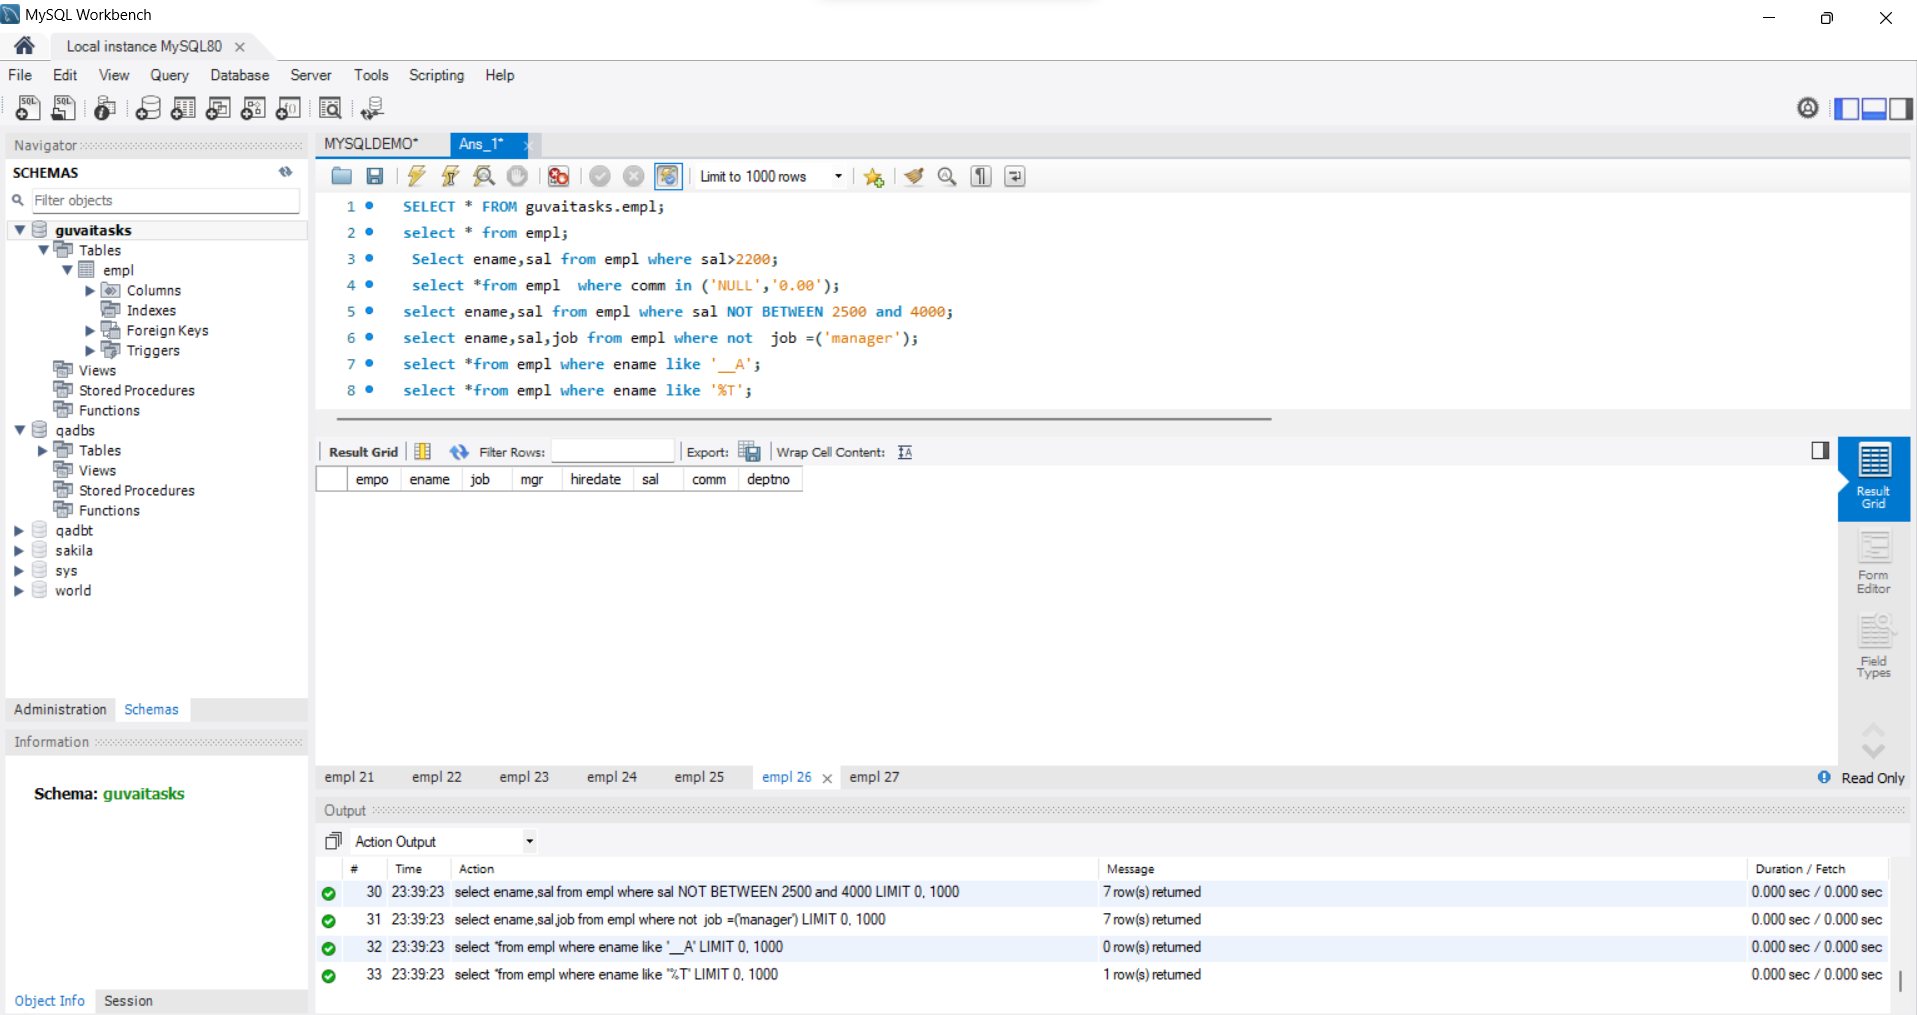 MySQL Workbench
Local instance MySQL80
File Edit View Query Database Server Tools Scripting Help
Navigator
SCHEMAS
Filter objects
guvaitasks
Tables
empl
Columns
Indexes
Foreign Keys
Triggers
Views
Stored Procedures
Functions
qadbs
Tables
Views
Stored Procedures
Functions
qadbt
sakila
sys
world
Administration Schemas
Information
Schema: guvaitasks
Object Info Session
MYSQLDEMO* Ans_1*
Limit to 1000 rows
1 SELECT * FROM guvaitasks.empl;
2 select * from empl;
3 Select ename,sal from empl where sal>2200;
4 select *from empl  where comm in ('NULL','0.00');
5 select ename,sal from empl where sal NOT BETWEEN 2500 and 4000;
6 select ename,sal,job from empl where not  job =('manager');
7 select *from empl where ename like '__A';
8 select *from empl where ename like '%T';
Result Grid Filter Rows: Export: Wrap Cell Content:
empo ename job mgr hiredate sal comm deptno
Result
Grid
Form
Editor
Field
Types
empl 21 empl 22 empl 23 empl 24 empl 25 empl 26 empl 27
Read Only
Output
Action Output
# Time Action Message Duration / Fetch
30 23:39:23 select ename,sal from empl where sal NOT BETWEEN 2500 and 4000 LIMIT 0, 1000 7 row(s) returned 0.000 sec / 0.000 sec
31 23:39:23 select ename,sal,job from empl where not  job =('manager') LIMIT 0, 1000 7 row(s) returned 0.000 sec / 0.000 sec
32 23:39:23 select *from empl where ename like '__A' LIMIT 0, 1000 0 row(s) returned 0.000 sec / 0.000 sec
33 23:39:23 select *from empl where ename like '%T' LIMIT 0, 1000 1 row(s) returned 0.000 sec / 0.000 sec